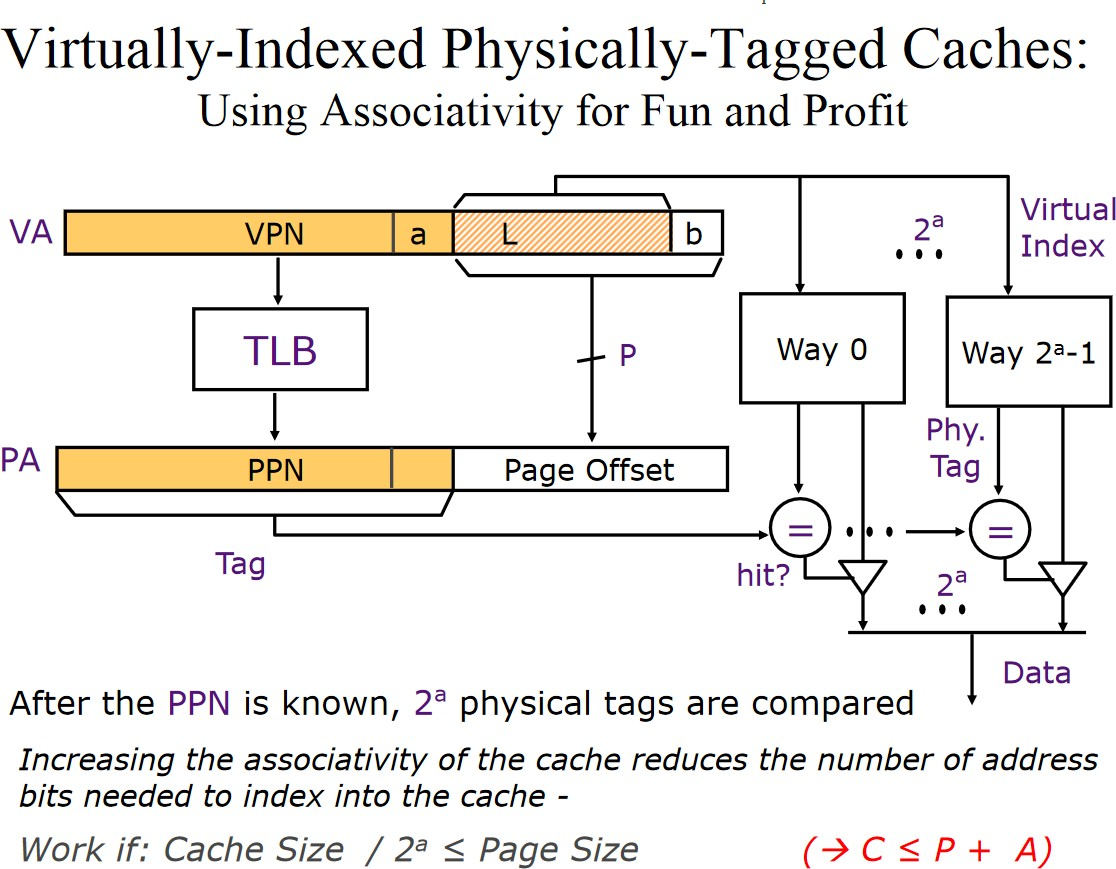 Virtually-Indexed Physically-Tagged Caches:
Using Associativity for Fun and Profit
VA
VPN
a
L
b
2ᵃ
Virtual
Index
TLB
P
Way 0
Way 2ᵃ-1
PA
PPN
Page Offset
Phy.
Tag
=
=
Tag
hit?
2ᵃ
Data
After the PPN is known, 2ᵃ physical tags are compared
Increasing the associativity of the cache reduces the number of address
bits needed to index into the cache -
Work if: Cache Size / 2ᵃ ≤ Page Size (→ C ≤ P + A)